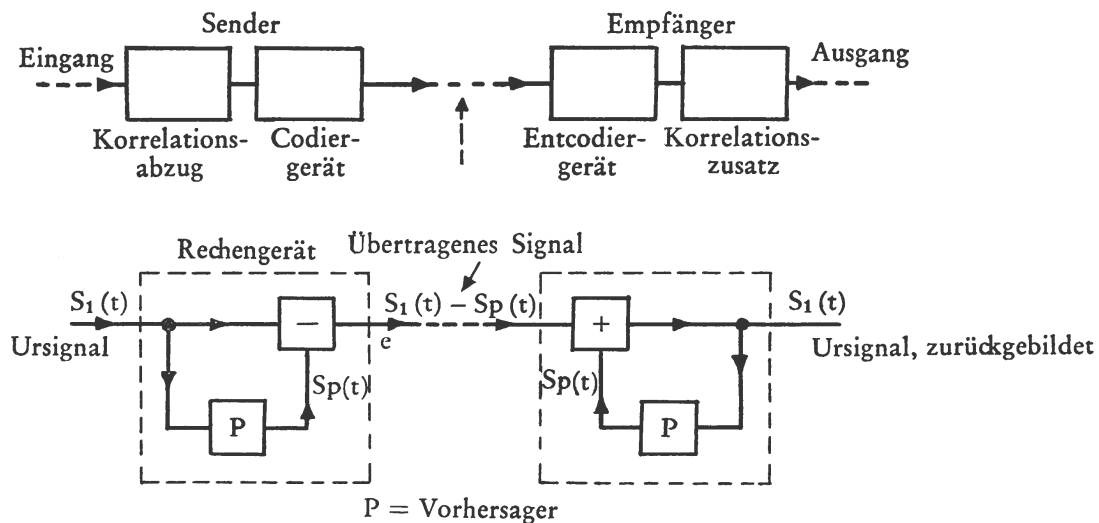 Sender
Empfänger
Eingang
Ausgang
Korrelations-
abzug
Codier-
gerät
Entcodier-
gerät
Korrelations-
zusatz
Rechengerät
Übertragenes Signal
S₁(t)
S₁(t) – Sp(t)
S₁(t)
–
+
Ursignal
e
Ursignal, zurückgebildet
Sp(t)
Sp(t)
P
P
P = Vorhersager